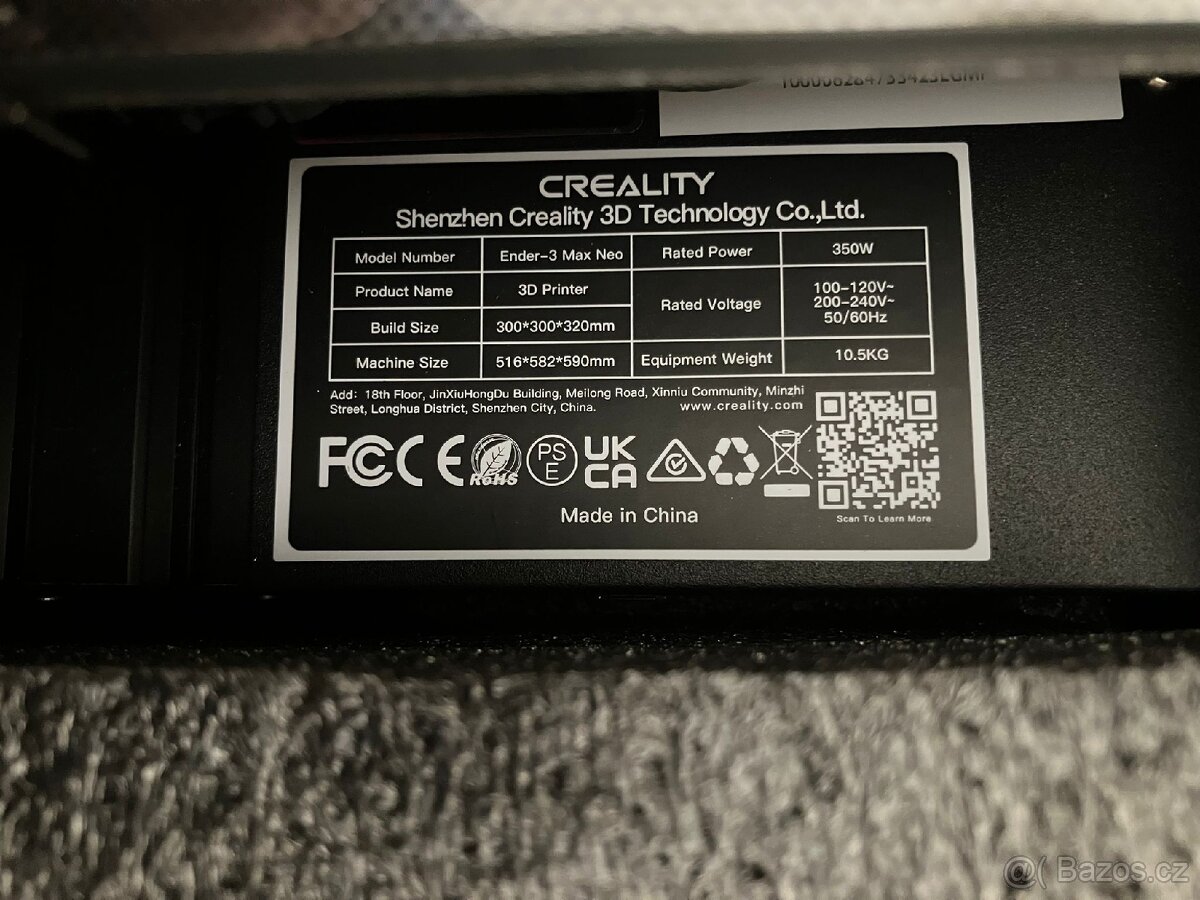 CREALITY
Shenzhen Creality 3D Technology Co.,Ltd.
Model Number Ender-3 Max Neo Rated Power 350W
Product Name 3D Printer Rated Voltage 100-120V~
200-240V~
50/60Hz
Build Size 300*300*320mm
Machine Size 516*582*590mm Equipment Weight 10.5KG
Add: 18th Floor, JinXiuHongDu Building, Meilong Road, Xinniu Community, Minzhi
Street, Longhua District, Shenzhen City, China. www.creality.com
FCC CE RoHS PS E UK CA
Scan To Learn More
Made in China
@( Bazos.cz